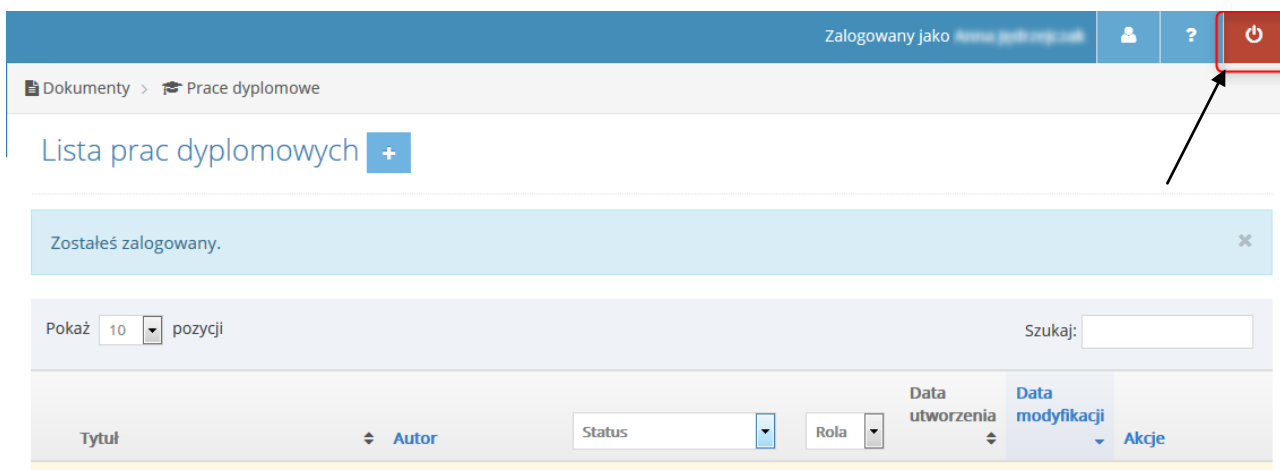 Zalogowany jako
?
Dokumenty > Prace dyplomowe
Lista prac dyplomowych +
Zostałeś zalogowany. ×
Pokaż 10 pozycji Szukaj:
Tytuł Autor Status Rola Data utworzenia Data modyfikacji Akcje